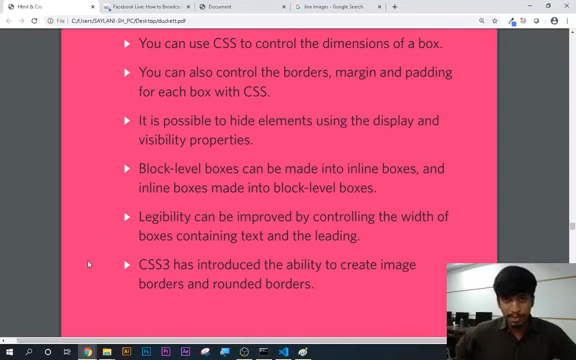 Html & Css
Facebook Live How to Broadcas
Document
line images - Google Search
File | C:/Users/SAYLANI-SH_PC/Desktop/duckett.pdf
You can use CSS to control the dimensions of a box.
You can also control the borders, margin and padding
for each box with CSS.
It is possible to hide elements using the display and
visibility properties.
Block-level boxes can be made into inline boxes, and
inline boxes made into block-level boxes.
Legibility can be improved by controlling the width of
boxes containing text and the leading.
CSS3 has introduced the ability to create image
borders and rounded borders.
Ai
Ps
Pr
Ae